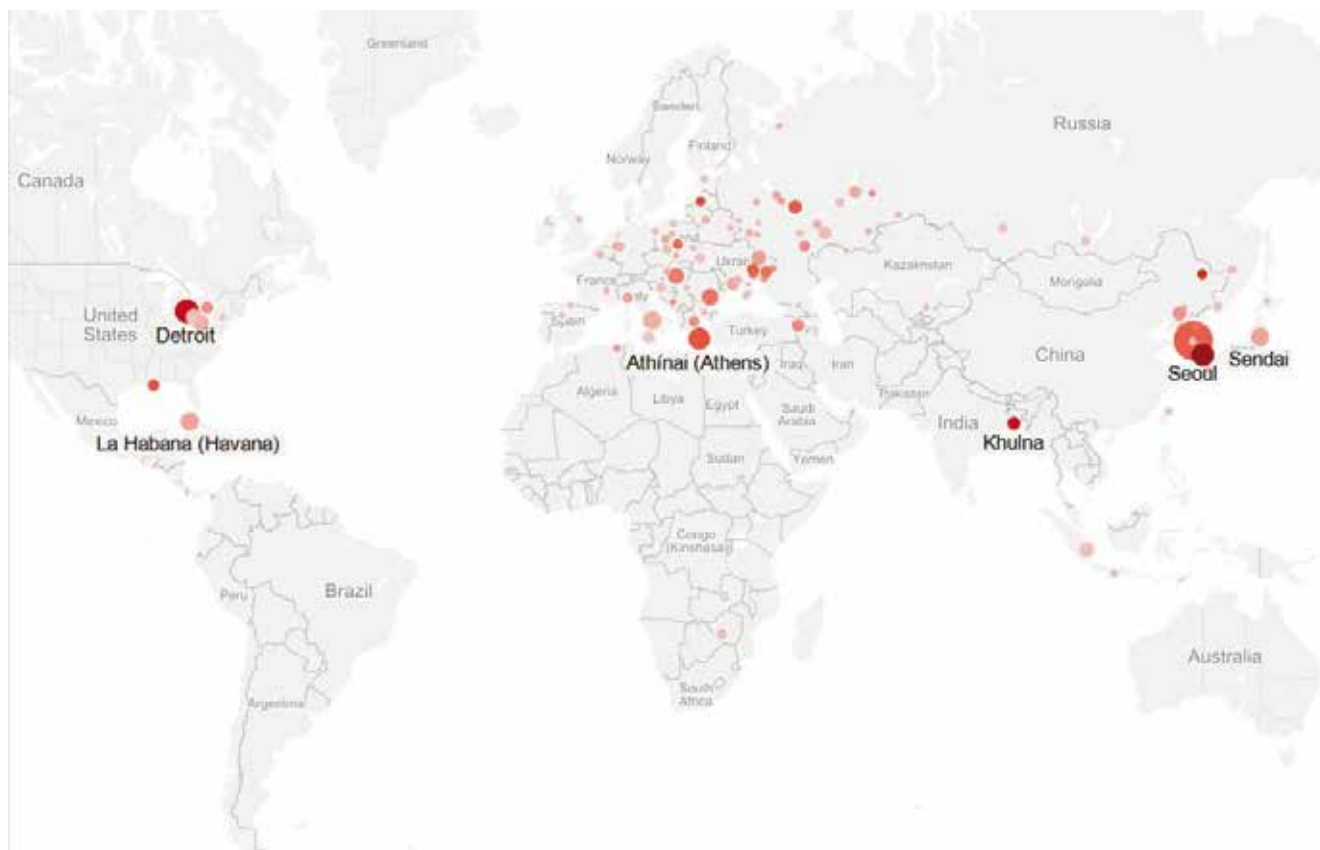 Greenland
Sweden
Russia
Finland
Norway
Canada
Ukrai
Kazakhstan
France
Mongolia
United
States
Spain
Detroit
Turkey
China
Sendai
Athínai (Athens)
Iraq
Iran
Seoul
Algeria
Libya
Egypt
Pakistan
Saudi
Arabia
Mexico
India
La Habana (Havana)
Khulna
Sudan
Yemen
Congo
(Kinshasa)
Peru
Brazil
Australia
South
Africa
Argentina